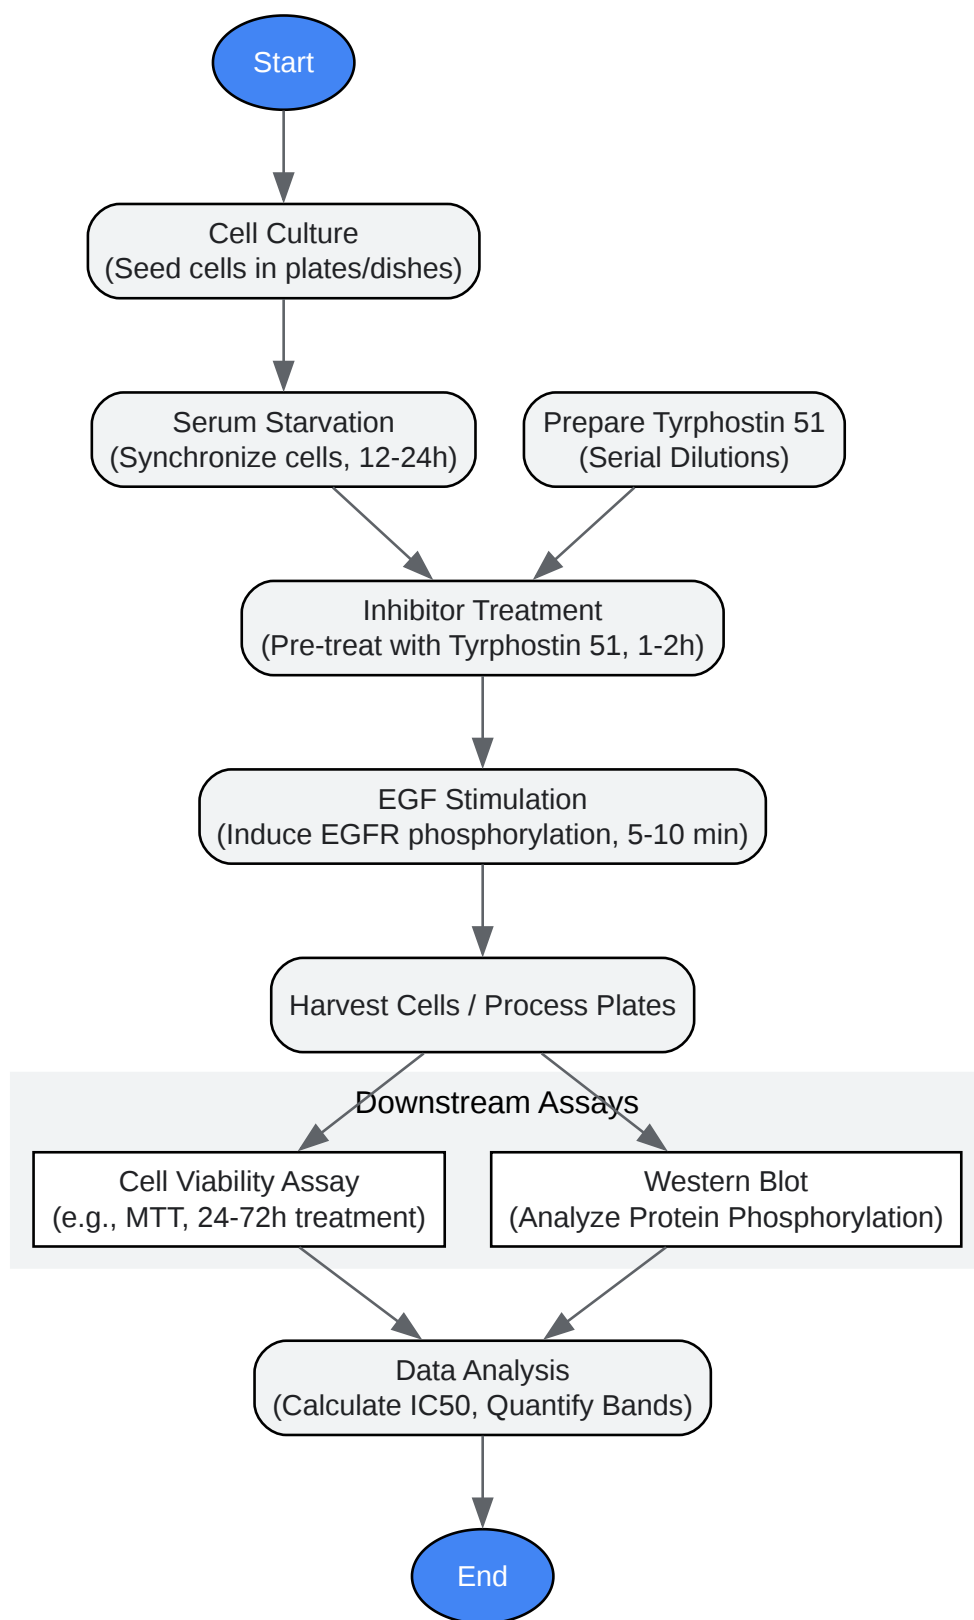 Start
Cell Culture
(Seed cells in plates/dishes)
Serum Starvation
(Synchronize cells, 12-24h)
Prepare Tyrphostin 51
(Serial Dilutions)
Inhibitor Treatment
(Pre-treat with Tyrphostin 51, 1-2h)
EGF Stimulation
(Induce EGFR phosphorylation, 5-10 min)
Harvest Cells / Process Plates
Downstream Assays
Cell Viability Assay
(e.g., MTT, 24-72h treatment)
Western Blot
(Analyze Protein Phosphorylation)
Data Analysis
(Calculate IC50, Quantify Bands)
End